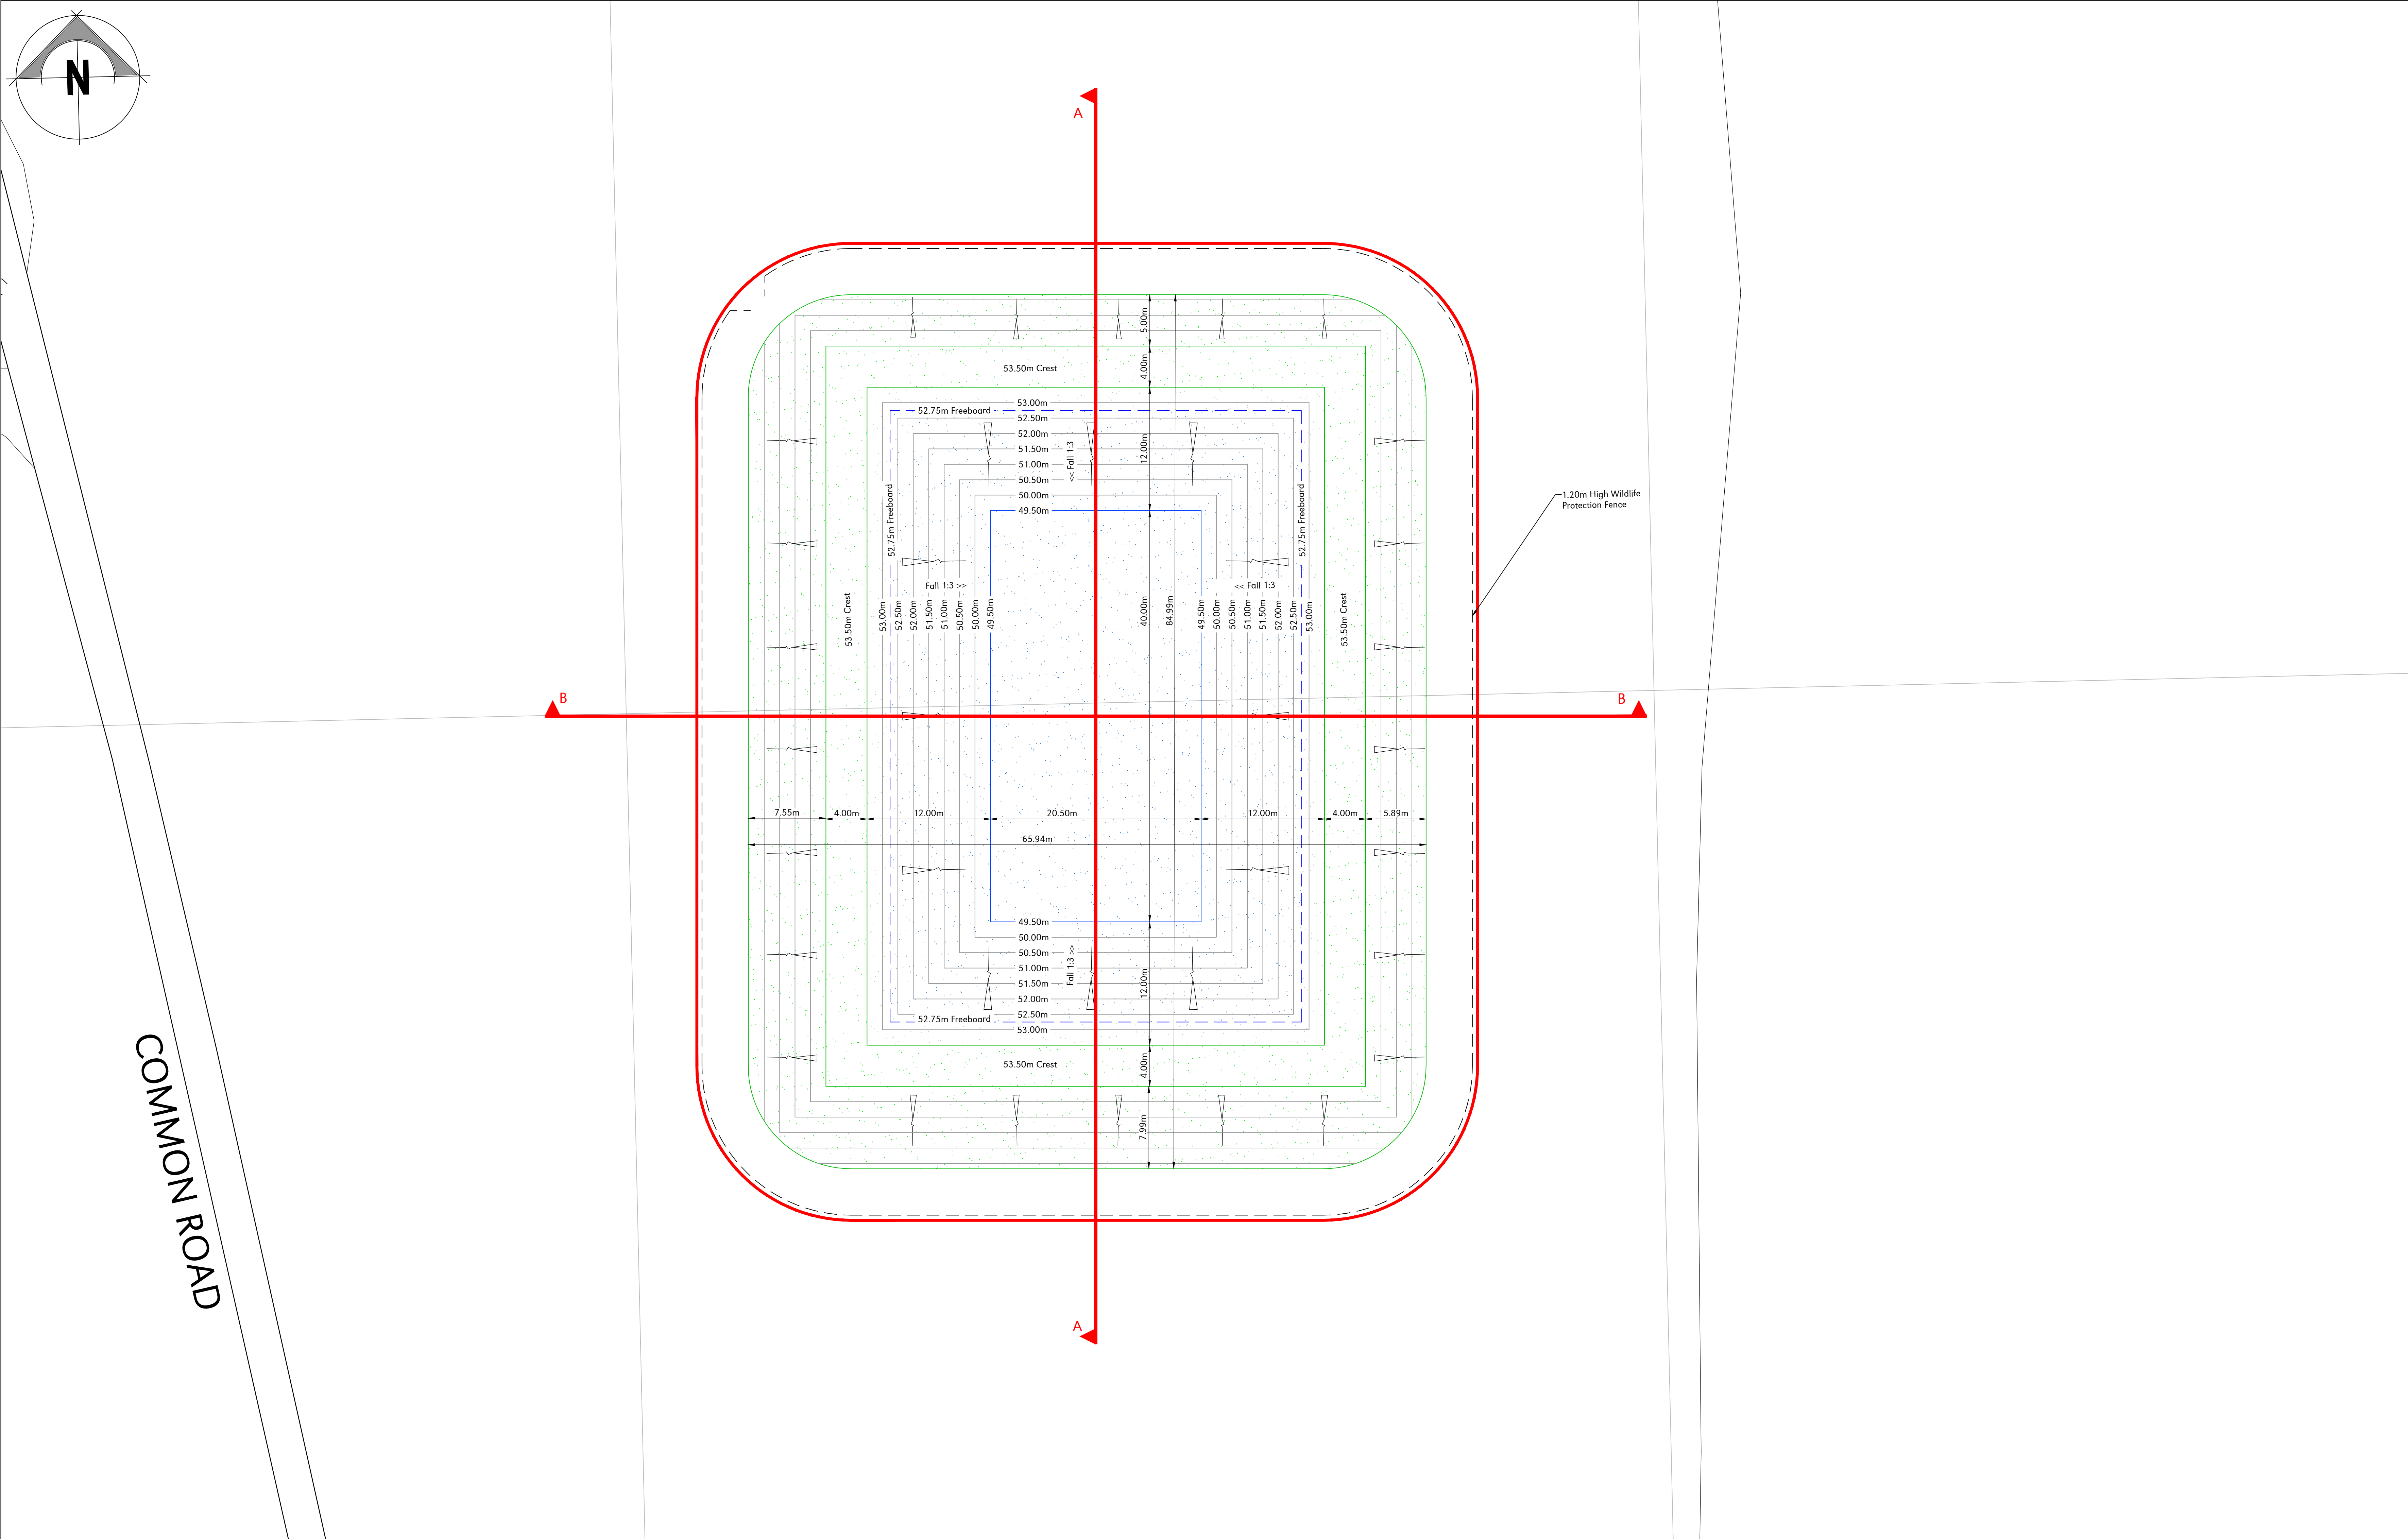 N
A
5.00m
4.00m
53.50m Crest
53.00m
52.75m Freeboard
52.50m
52.00m
51.50m
51.00m
50.50m
50.00m
49.50m
<< Fall 1:3
12.00m
52.75m Freeboard
52.75m Freeboard
1.20m High Wildlife
Protection Fence
Fall 1:3 >>
<< Fall 1:3
53.50m Crest
53.00m
52.50m
52.00m
51.50m
51.00m
50.50m
50.00m
49.50m
40.00m
84.99m
49.50m
50.00m
50.50m
51.00m
51.50m
52.00m
52.50m
53.00m
53.50m Crest
B
B
7.55m
4.00m
12.00m
20.50m
12.00m
4.00m
5.89m
65.94m
49.50m
50.00m
50.50m
51.00m
51.50m
52.00m
52.50m
52.75m Freeboard
53.00m
Fall 1:3 >>
12.00m
53.50m Crest
4.00m
7.99m
COMMON ROAD
A